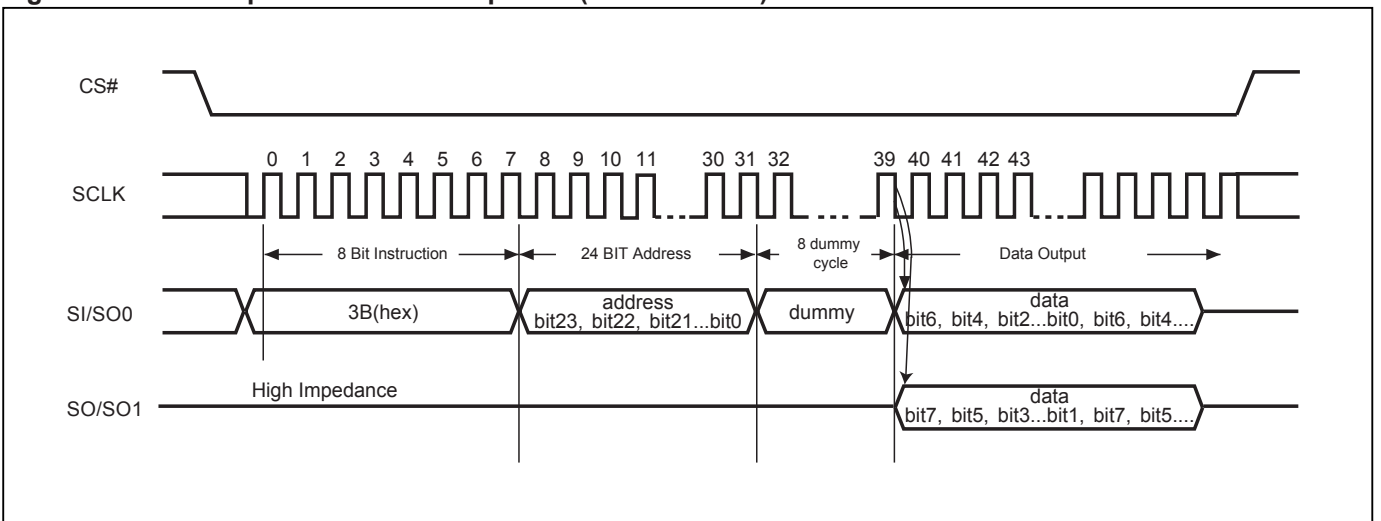 CS#
0 1 2 3 4 5 6 7 8 9 10 11 30 31 32 39 40 41 42 43
SCLK
8 Bit Instruction
24 BIT Address
8 dummy
cycle
Data Output
SI/SO0
3B(hex)
address
bit23, bit22, bit21...bit0
dummy
data
bit6, bit4, bit2...bit0, bit6, bit4....
High Impedance
SO/SO1
data
bit7, bit5, bit3...bit1, bit7, bit5....